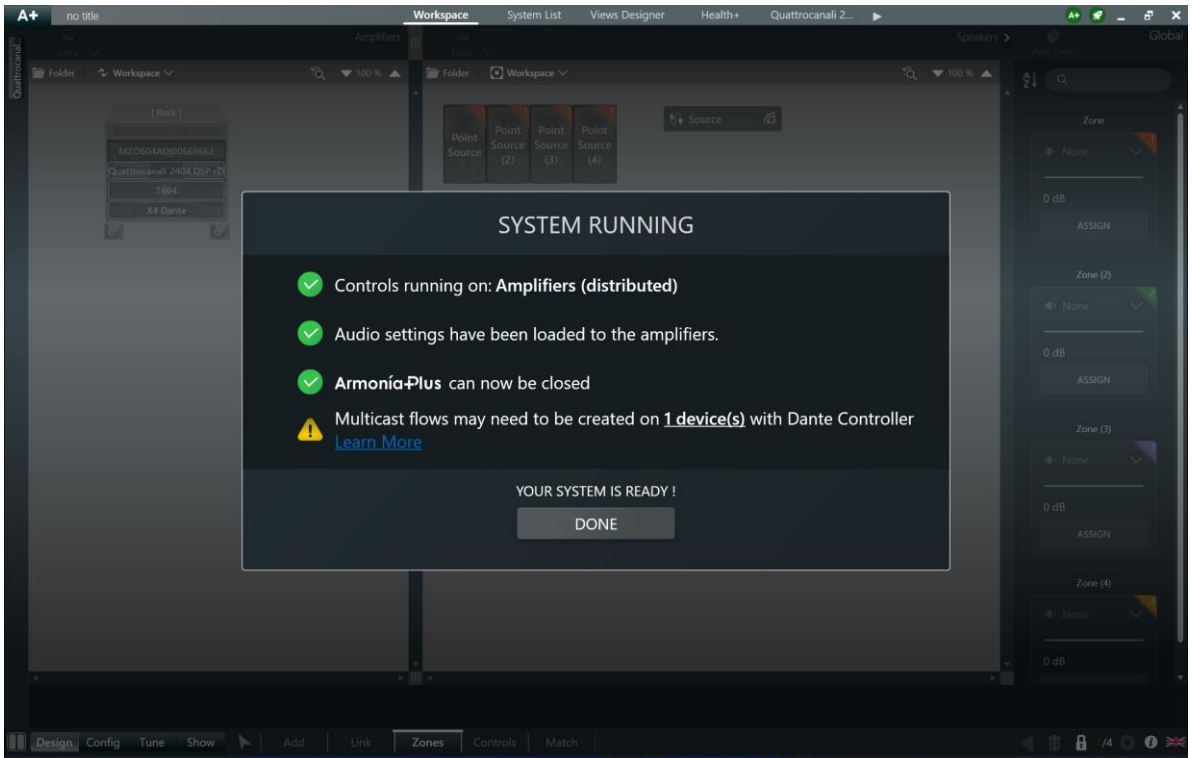 A+
no title
Workspace
System List
Views Designer
Health+
Quattrocanali 2...
A+
Quattrocanal...
Amplifiers
Speakers
Global
Folder
Workspace
100 %
Folder
Workspace
100 %
[ Rack ]
Quattrocanali 2404 DSP+D
T604
X4 Dante
Point Source
Point Source (2)
Point Source (3)
Point Source (4)
Source
SYSTEM RUNNING
Controls running on: Amplifiers (distributed)
Audio settings have been loaded to the amplifiers.
Armonía Plus can now be closed
Multicast flows may need to be created on 1 device(s) with Dante Controller
Learn More
YOUR SYSTEM IS READY !
DONE
Zone
1
None
0 dB
ASSIGN
Zone (2)
2
None
0 dB
ASSIGN
Zone (3)
None
0 dB
ASSIGN
Zone (4)
None
0 dB
Design
Config
Tune
Show
Add
Link
Zones
Controls
Match
/4